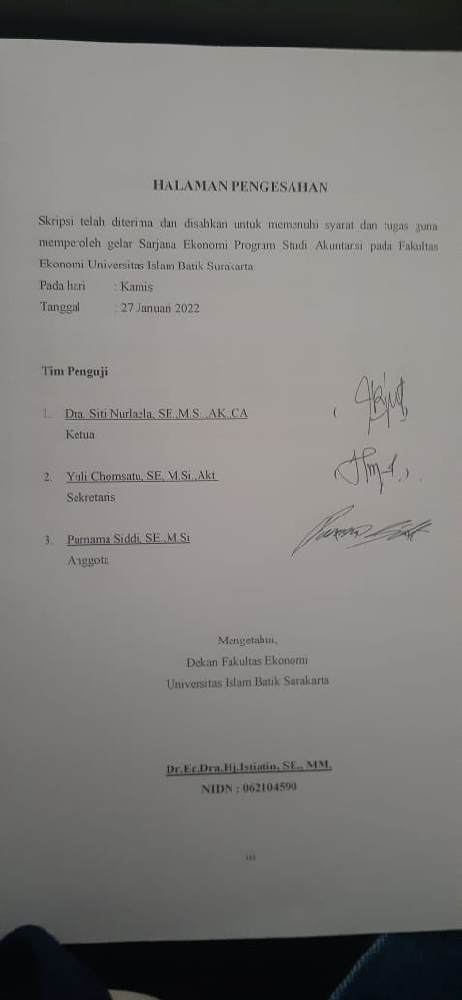 HALAMAN PENGESAHAN
Skripsi telah diterima dan disahkan untuk memenuhi syarat dan tugas guna
memperoleh gelar Sarjana Ekonomi Program Studi Akuntansi pada Fakultas
Ekonomi Universitas Islam Batik Surakarta
Pada hari : Kamis
Tanggal : 27 Januari 2022
Tim Penguji
1. Dra. Siti Nurlaela, SE.,M.Si.,AK.,CA (
Ketua
2. Yuli Chomsatu, SE, M.Si.,Akt
Sekretaris
3. Purnama Siddi, SE.,M.Si
Anggota
Mengetahui,
Dekan Fakultas Ekonomi
Universitas Islam Batik Surakarta
Dr.Ec.Dra.Hj.Istiatin, SE., MM.
NIDN : 062104590
iii